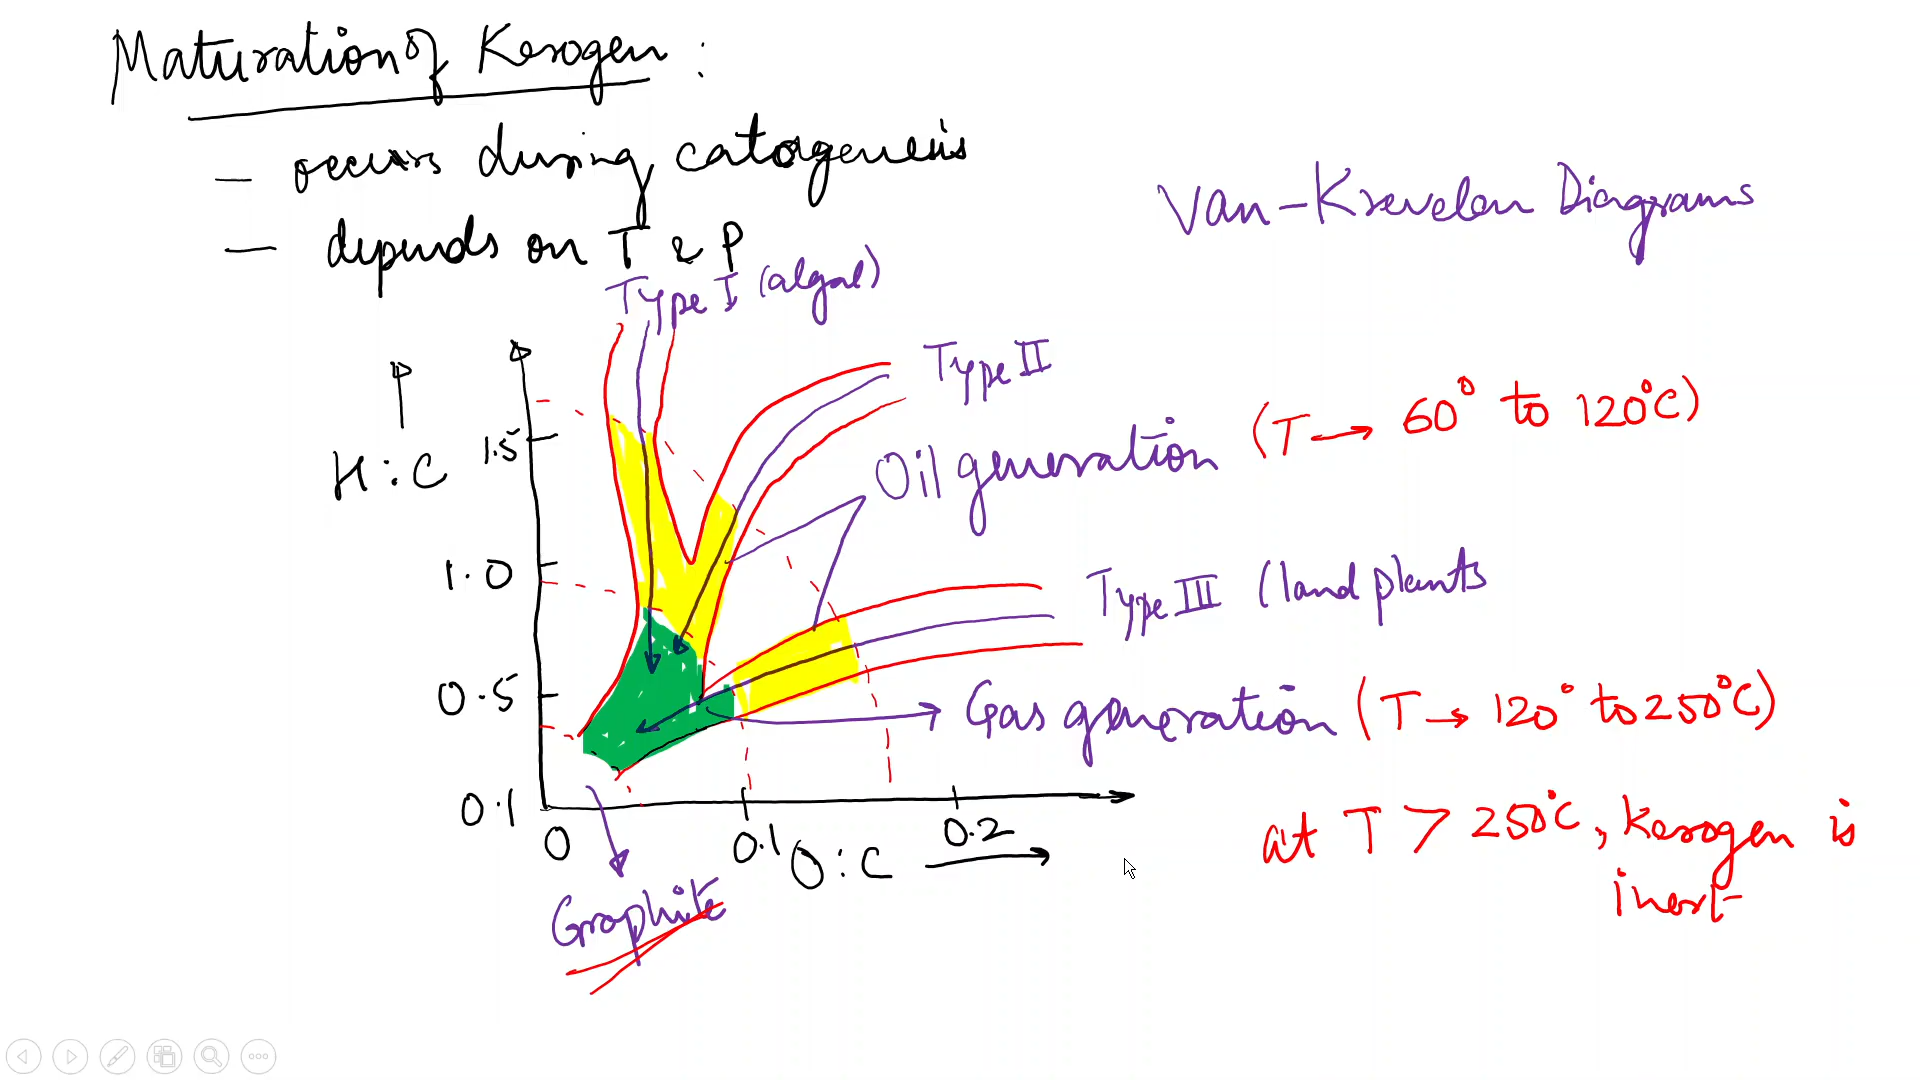 Maturation of Kerogen :
— occurs during catagenesis
— depends on T & P
Van-Krevelen Diagrams
Type I (algal)
Type II
H : C
1.5
Oil generation (T → 60° to 120°C)
1.0
Type III (land plants
0.5
Gas generation (T → 120° to 250°C)
0.1
0
0.1
0.2
O : C
at T > 250°C, Kerogen is
inert
Graphite